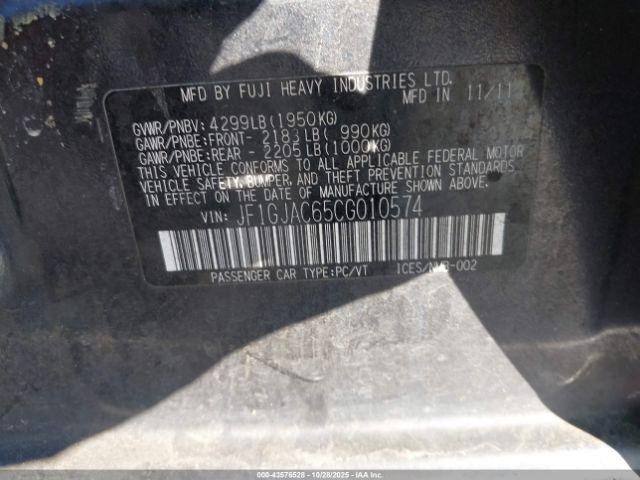 MFD BY FUJI HEAVY INDUSTRIES LTD.
MFD IN 11/11
GVWR/PNBV: 4299LB(1950KG)
GAWR/PNBE:FRONT- 2183LB( 990KG)
GAWR/PNBE:REAR - 2205LB(1000KG)
THIS VEHICLE CONFORMS TO ALL APPLICABLE FEDERAL MOTOR
VEHICLE SAFETY,BUMPER,AND THEFT PREVENTION STANDARDS
IN EFFECT ON THE DATE OF MANUFACTURE SHOWN ABOVE.
VIN: JF1GJAC65CG010574
PASSENGER CAR TYPE:PC/VT ICES/NMB-002
000-43576528 - 10/28/2025 - IAAI.COM